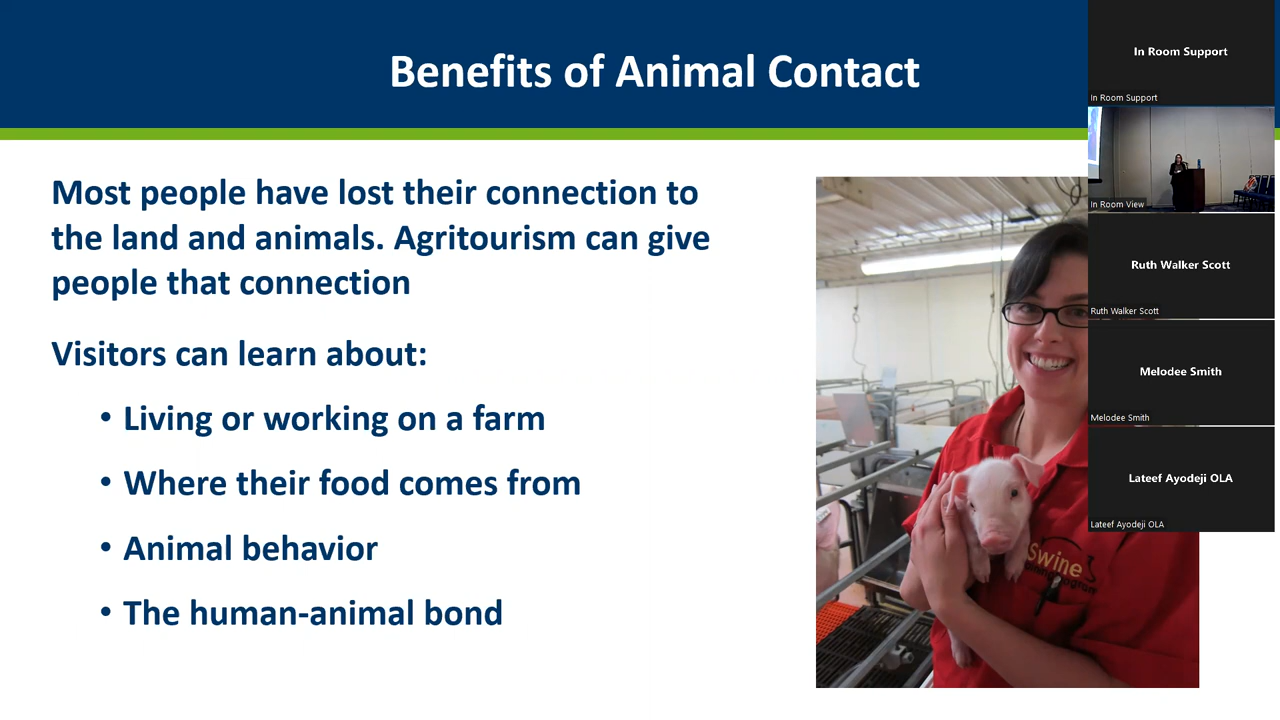 Benefits of Animal Contact
Most people have lost their connection to
the land and animals. Agritourism can give
people that connection
Visitors can learn about:
• Living or working on a farm
• Where their food comes from
• Animal behavior
• The human-animal bond
Swine
In Room Support
In Room Support
In Room View
Ruth Walker Scott
Ruth Walker Scott
Melodee Smith
Melodee Smith
Lateef Ayodeji OLA
Lateef Ayodeji OLA